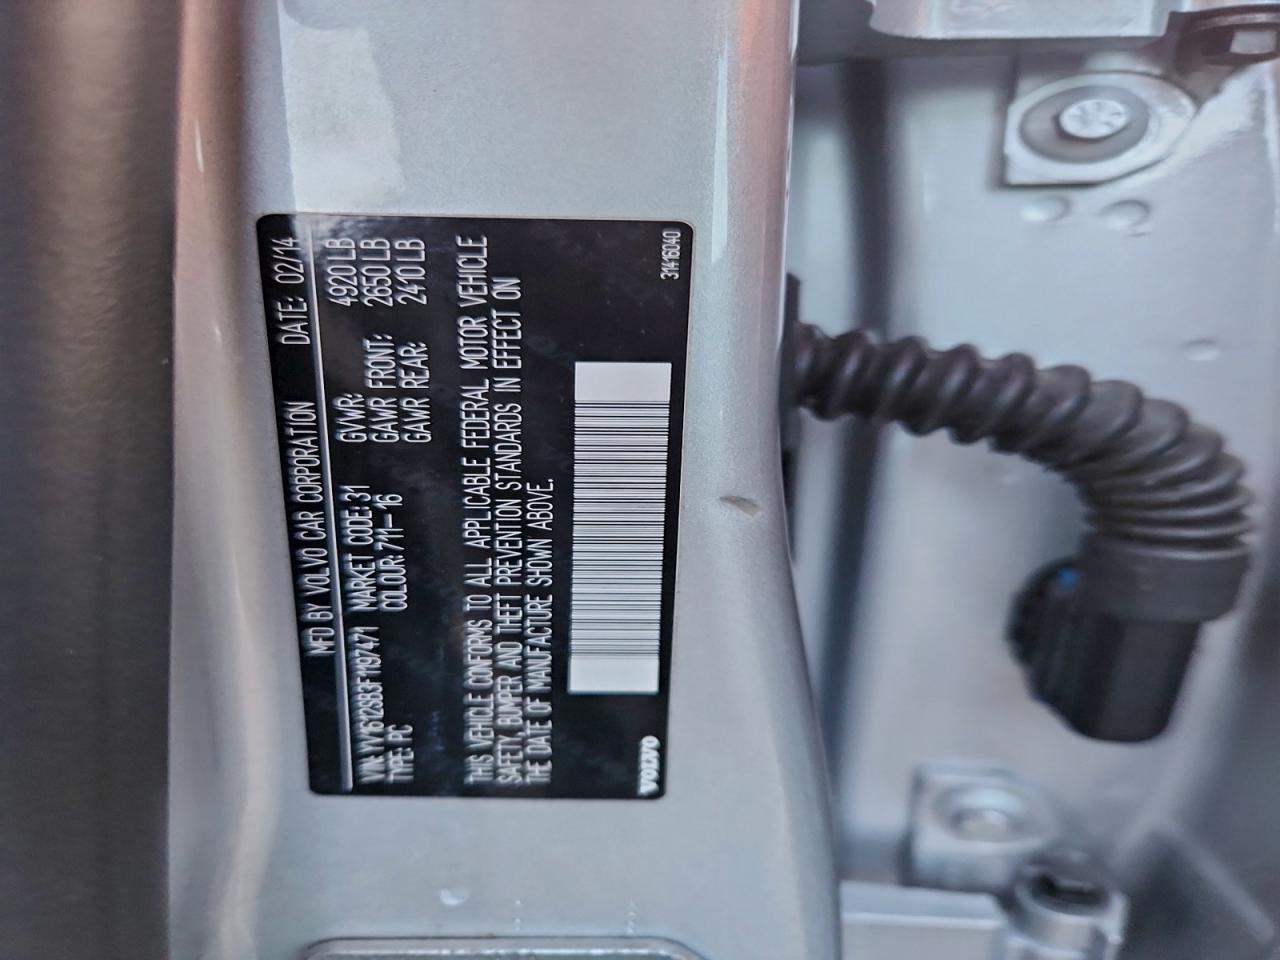 MFD BY VOLVO CAR CORPORATION DATE: 02/14
VIN: YV1612SB3F1197471 MARKET CODE: 31 GVWR: 4920 LB
TYPE: PC COLOUR: 711-16 GAWR FRONT: 2650 LB
GAWR REAR: 2410 LB
THIS VEHICLE CONFORMS TO ALL APPLICABLE FEDERAL MOTOR VEHICLE
SAFETY, BUMPER AND THEFT PREVENTION STANDARDS IN EFFECT ON
THE DATE OF MANUFACTURE SHOWN ABOVE.
VOLVO 31416040